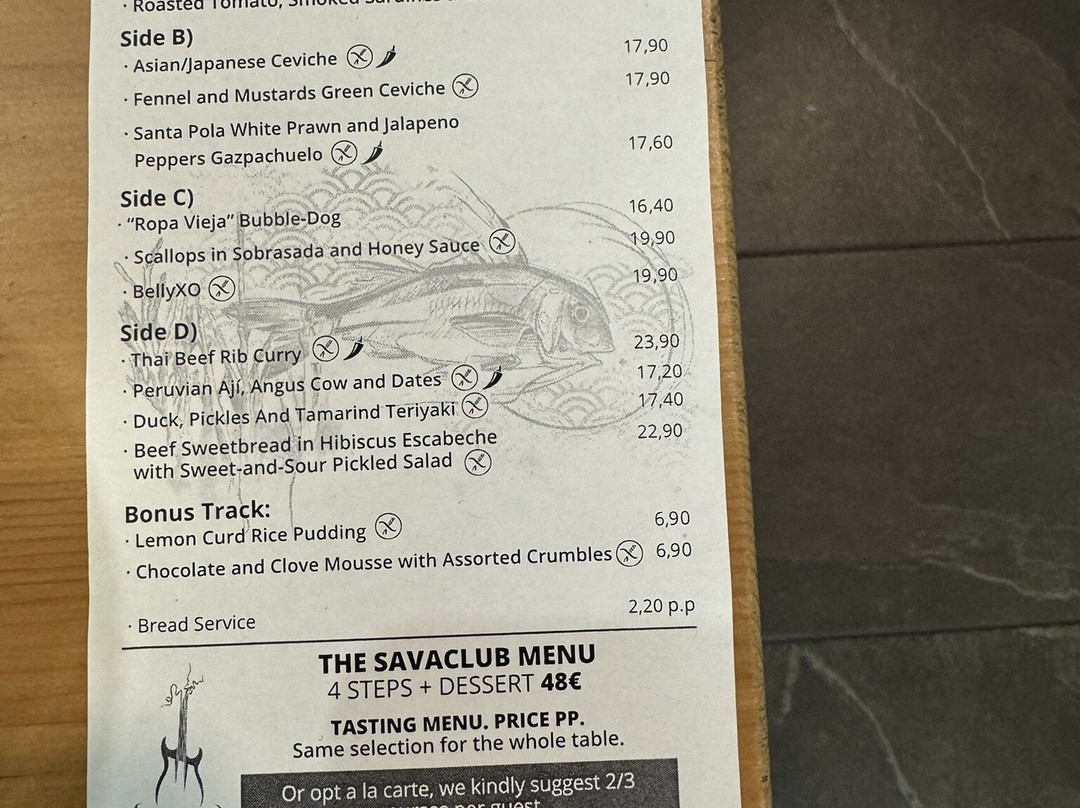 · Roasted Tomato, Smoked Sardines
Side B)
· Asian/Japanese Ceviche 17,90
· Fennel and Mustards Green Ceviche 17,90
· Santa Pola White Prawn and Jalapeno
Peppers Gazpachuelo 17,60
Side C)
· “Ropa Vieja” Bubble-Dog 16,40
· Scallops in Sobrasada and Honey Sauce 19,90
· BellyXO 19,90
Side D)
· Thai Beef Rib Curry 23,90
· Peruvian Ají, Angus Cow and Dates 17,20
· Duck, Pickles And Tamarind Teriyaki 17,40
· Beef Sweetbread in Hibiscus Escabeche 22,90
with Sweet-and-Sour Pickled Salad
Bonus Track:
· Lemon Curd Rice Pudding 6,90
· Chocolate and Clove Mousse with Assorted Crumbles 6,90
· Bread Service 2,20 p.p
THE SAVACLUB MENU
4 STEPS + DESSERT 48€
TASTING MENU. PRICE PP.
Same selection for the whole table.
Or opt a la carte, we kindly suggest 2/3
per guest